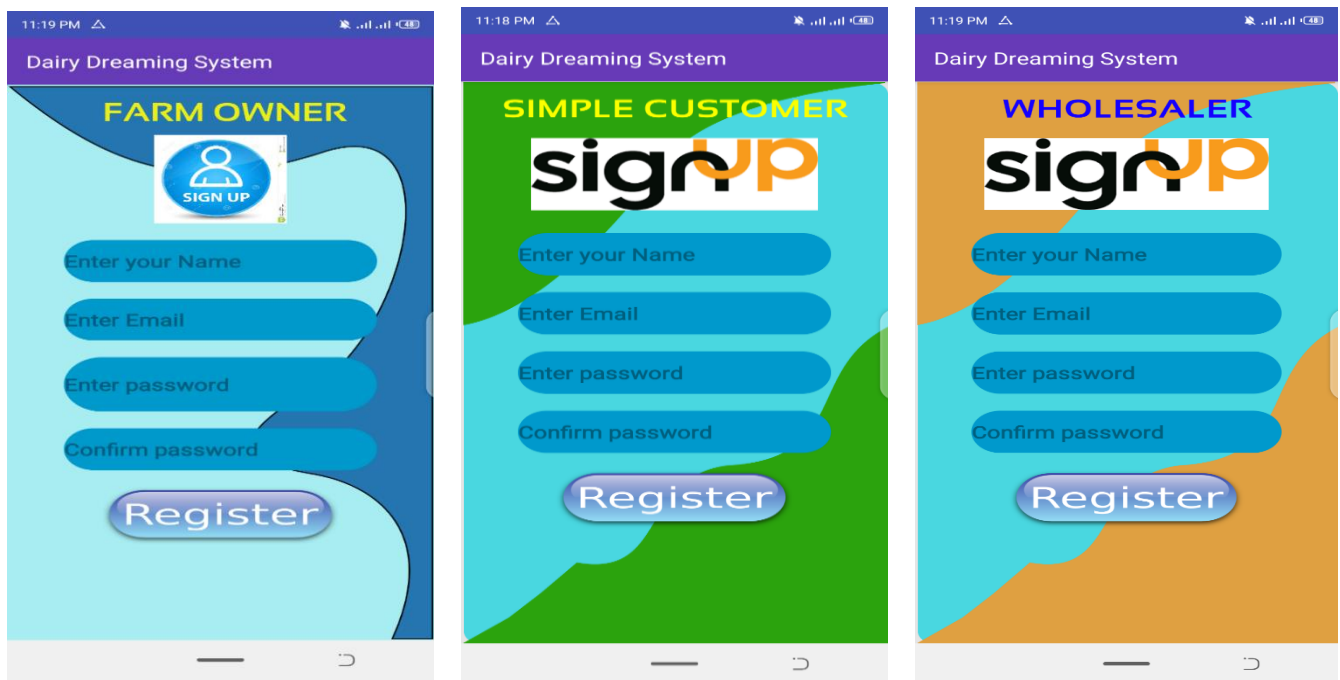 11:19 PM
48
Dairy Dreaming System
FARM OWNER
SIGN UP
Enter your Name
Enter Email
Enter password
Confirm password
Register
11:18 PM
48
Dairy Dreaming System
SIMPLE CUSTOMER
signup
Enter your Name
Enter Email
Enter password
Confirm password
Register
11:19 PM
48
Dairy Dreaming System
WHOLESALER
signup
Enter your Name
Enter Email
Enter password
Confirm password
Register